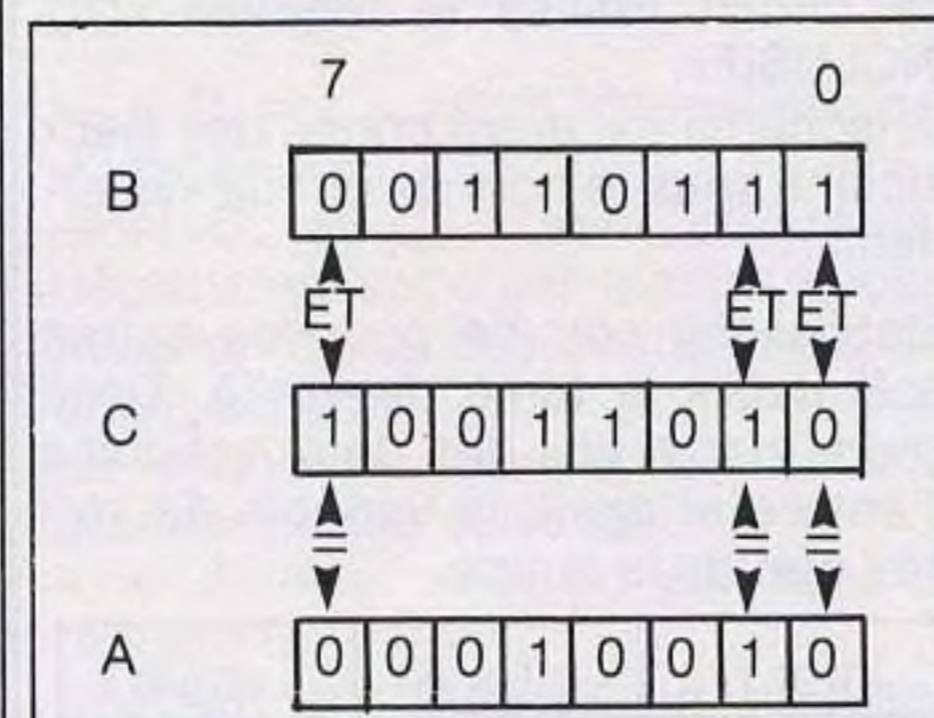 7 0
B 0 0 1 1 0 1 1 1
ET ET ET
C 1 0 0 1 1 0 1 0
= = =
A 0 0 0 1 0 0 1 0